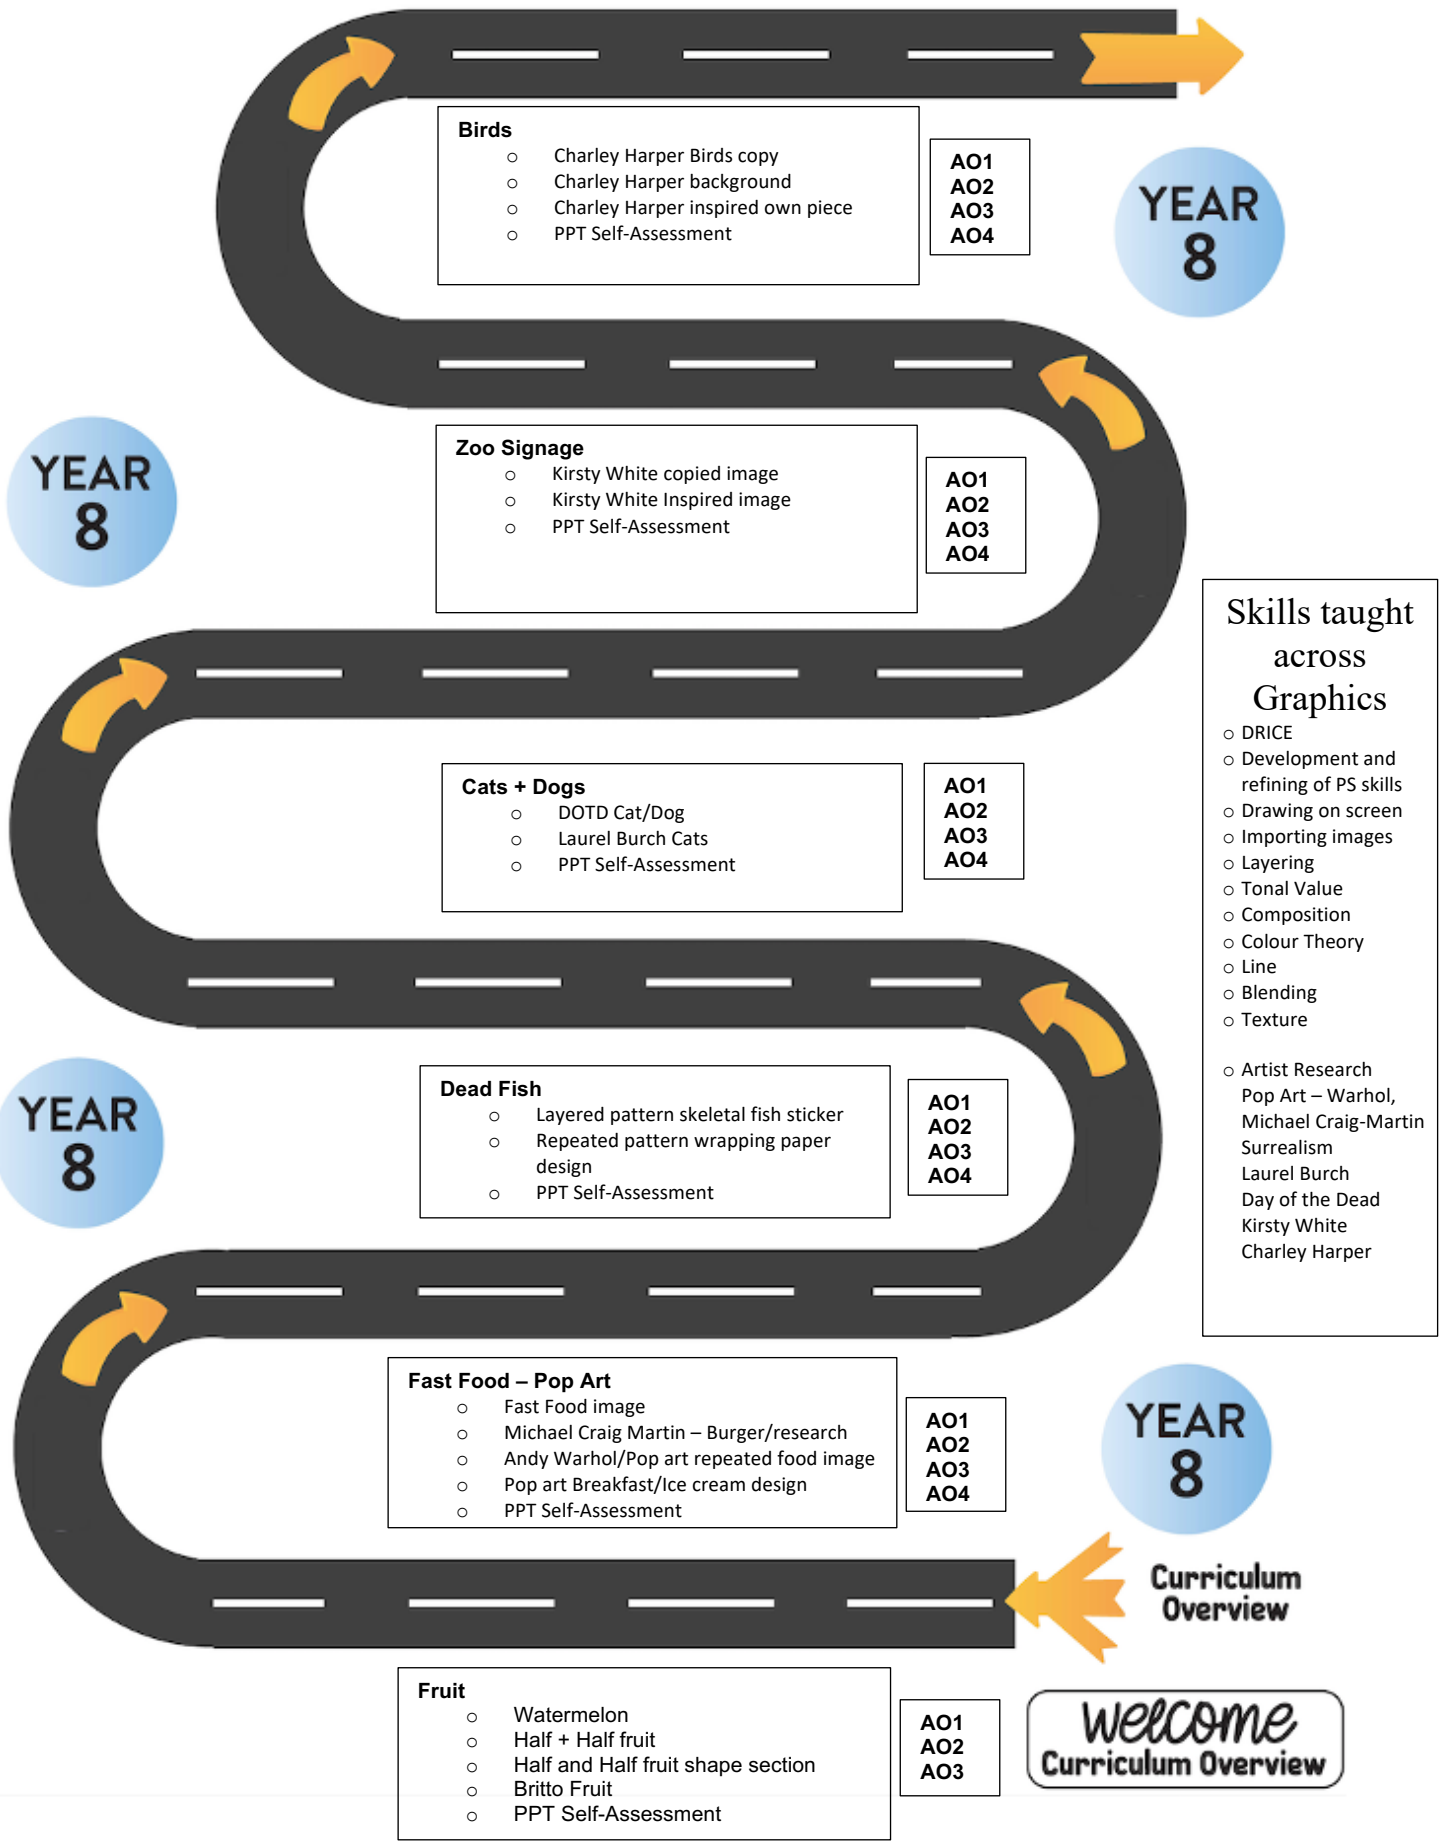 Birds
○ Charley Harper Birds copy
○ Charley Harper background
○ Charley Harper inspired own piece
○ PPT Self-Assessment
AO1
AO2
AO3
AO4
YEAR
8
Zoo Signage
○ Kirsty White copied image
○ Kirsty White Inspired image
○ PPT Self-Assessment
AO1
AO2
AO3
AO4
YEAR
8
Skills taught
across
Graphics
○ DRICE
○ Development and
refining of PS skills
○ Drawing on screen
○ Importing images
○ Layering
○ Tonal Value
○ Composition
○ Colour Theory
○ Line
○ Blending
○ Texture
○ Artist Research
Pop Art – Warhol,
Michael Craig-Martin
Surrealism
Laurel Burch
Day of the Dead
Kirsty White
Charley Harper
Cats + Dogs
○ DOTD Cat/Dog
○ Laurel Burch Cats
○ PPT Self-Assessment
AO1
AO2
AO3
AO4
Dead Fish
○ Layered pattern skeletal fish sticker
○ Repeated pattern wrapping paper
design
○ PPT Self-Assessment
AO1
AO2
AO3
AO4
YEAR
8
Fast Food – Pop Art
○ Fast Food image
○ Michael Craig Martin – Burger/research
○ Andy Warhol/Pop art repeated food image
○ Pop art Breakfast/Ice cream design
○ PPT Self-Assessment
AO1
AO2
AO3
AO4
YEAR
8
Curriculum
Overview
Fruit
○ Watermelon
○ Half + Half fruit
○ Half and Half fruit shape section
○ Britto Fruit
○ PPT Self-Assessment
AO1
AO2
AO3
welcome
Curriculum Overview